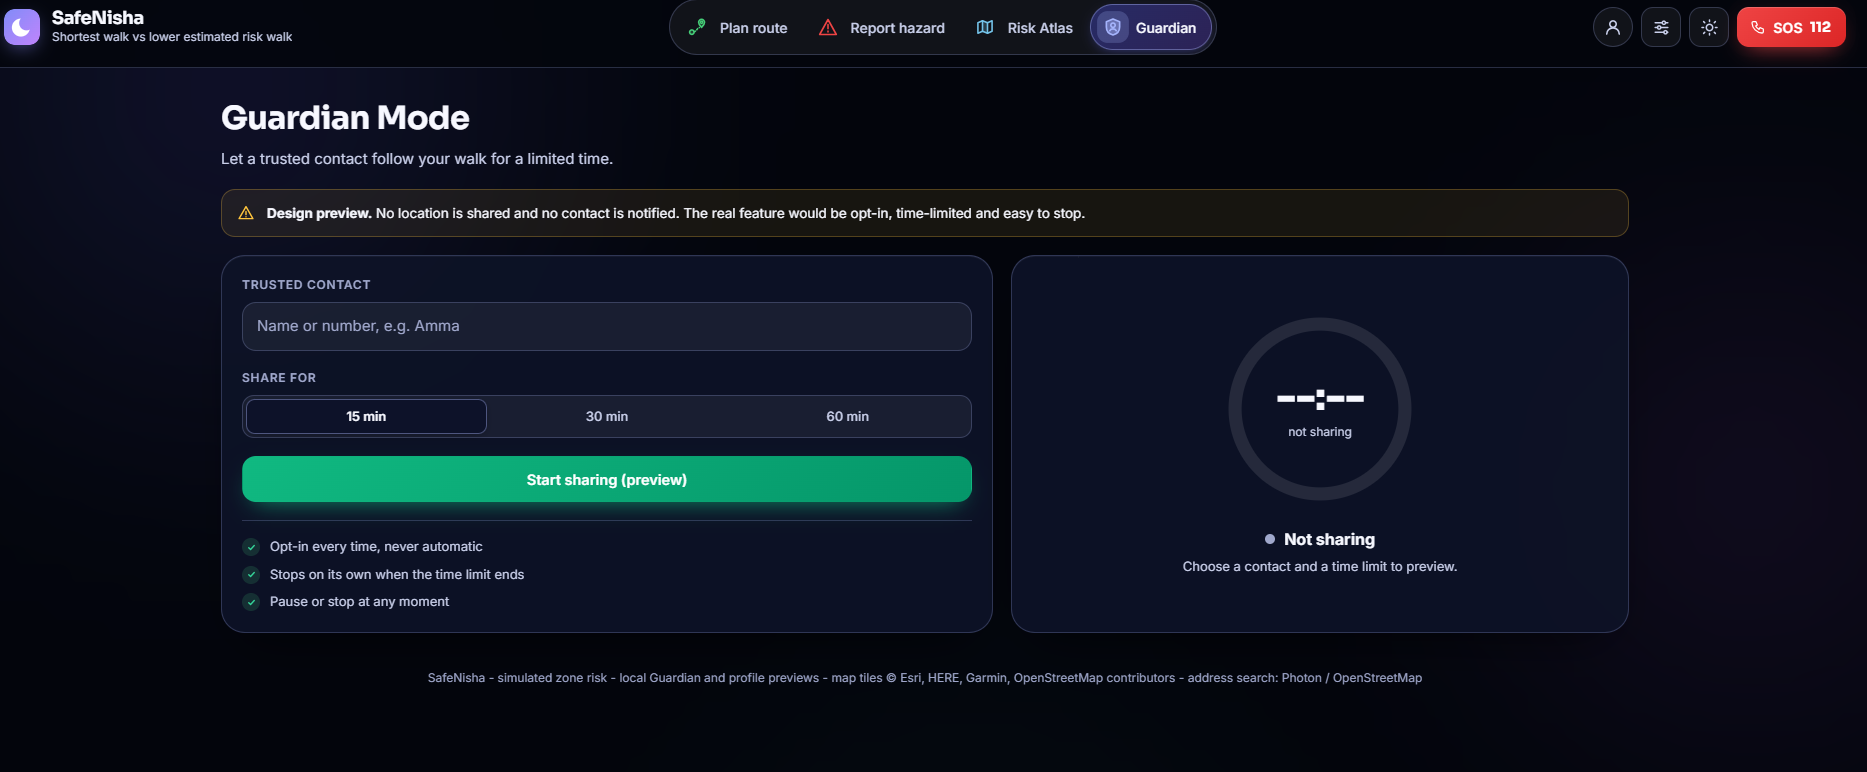 SafeNisha
Shortest walk vs lower estimated risk walk
Plan route
Report hazard
Risk Atlas
Guardian
SOS 112
Guardian Mode
Let a trusted contact follow your walk for a limited time.
Design preview. No location is shared and no contact is notified. The real feature would be opt-in, time-limited and easy to stop.
TRUSTED CONTACT
Name or number, e.g. Amma
SHARE FOR
15 min
30 min
60 min
Start sharing (preview)
Opt-in every time, never automatic
Stops on its own when the time limit ends
Pause or stop at any moment
--:--
not sharing
Not sharing
Choose a contact and a time limit to preview.
SafeNisha - simulated zone risk - local Guardian and profile previews - map tiles © Esri, HERE, Garmin, OpenStreetMap contributors - address search: Photon / OpenStreetMap